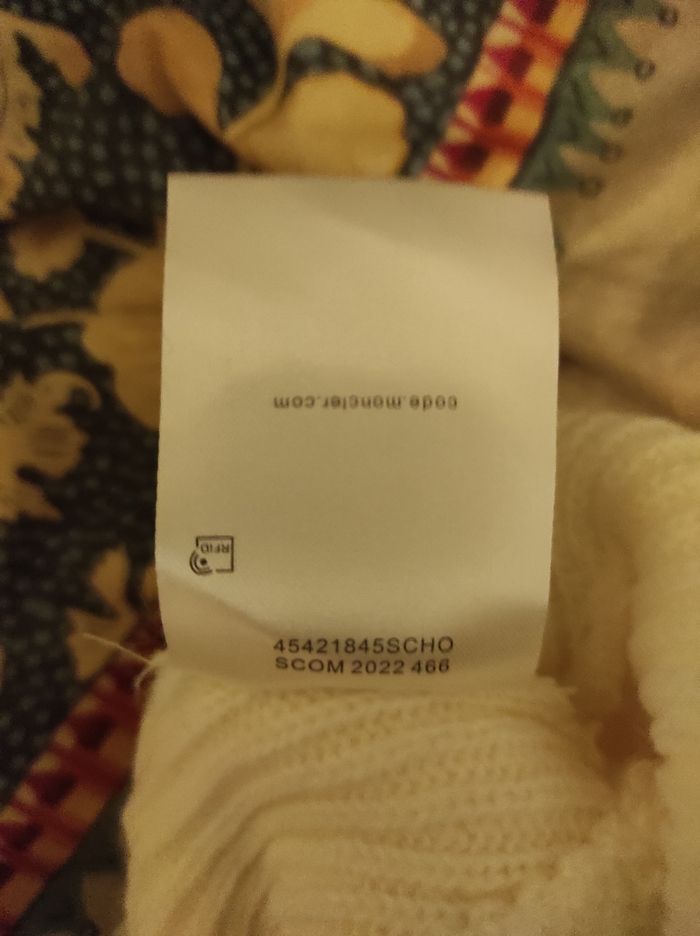 code.moncler.com
RFID
45421845SCHO
SCOM 2022 466